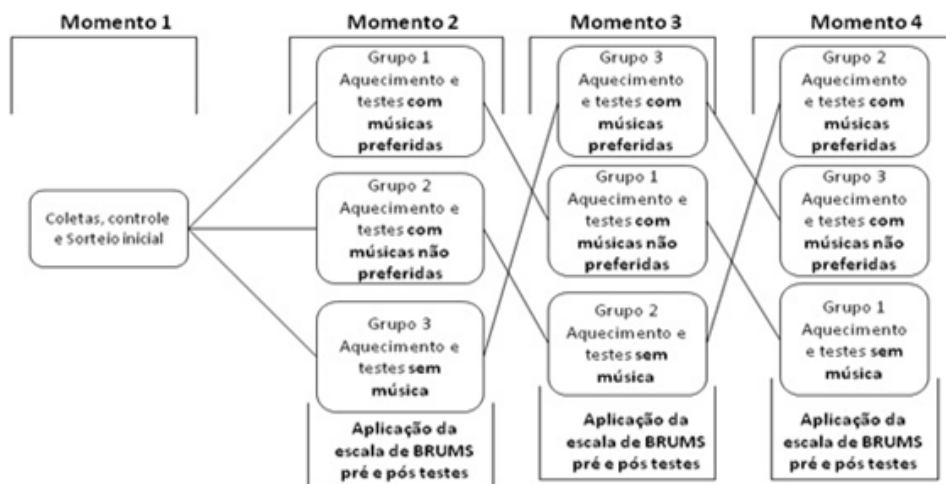 Momento 1
Momento 2
Momento 3
Momento 4
Coletas, controle
e Sorteio inicial
Grupo 1
Aquecimento e
testes com
músicas
preferidas
Grupo 2
Aquecimento e
testes com
músicas não
preferidas
Grupo 3
Aquecimento e
testes sem
música
Aplicação da
escala de BRUMS
pré e pós testes
Grupo 3
Aquecimento
e testes com
músicas
preferidas
Grupo 1
Aquecimento e
testes com
músicas não
preferidas
Grupo 2
Aquecimento e
testes sem
música
Aplicação da
escala de BRUMS
pré e pós testes
Grupo 2
Aquecimento
e testes com
músicas
preferidas
Grupo 3
Aquecimento
e testes com
músicas não
preferidas
Grupo 1
Aquecimento
e testes sem
música
Aplicação da
escala de BRUMS
pré e pós testes